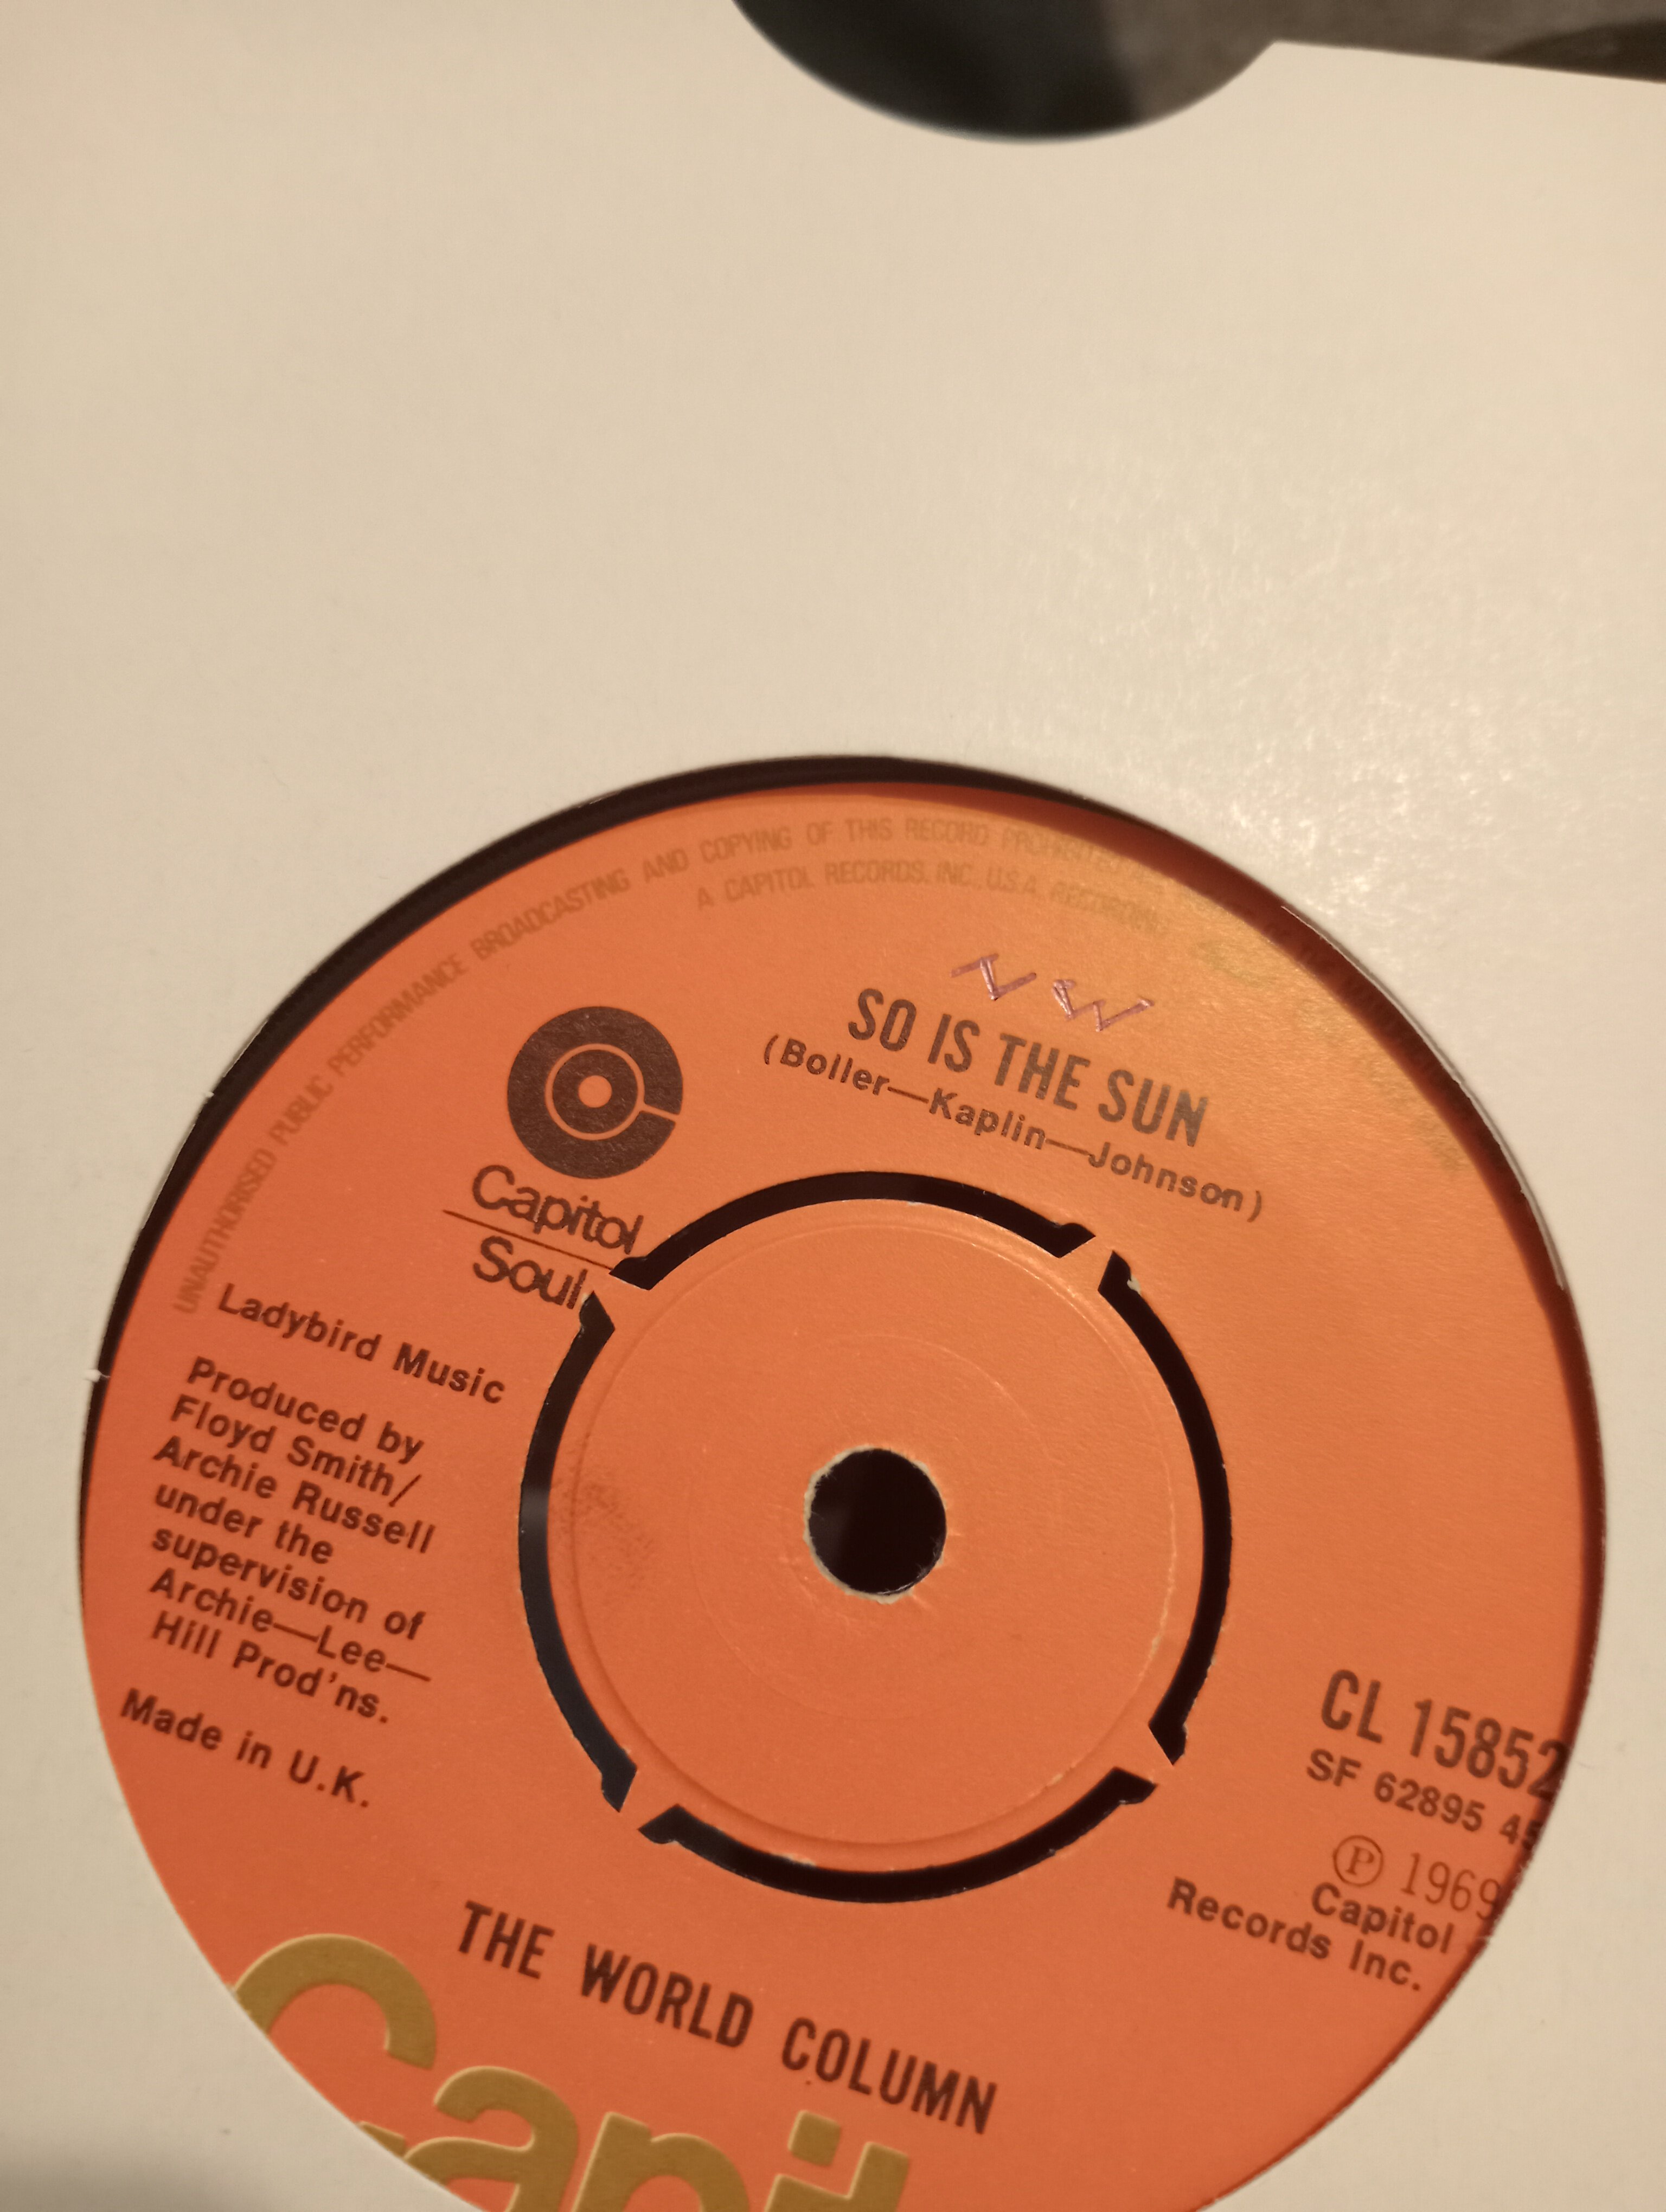 UNAUTHORISED PUBLIC PERFORMANCE BROADCASTING AND COPYING OF THIS RECORD PROHIBITED
A CAPITOL RECORDS, INC., U.S.A. RECORDING
N W
SO IS THE SUN
(Boller—Kaplin—Johnson)
Capitol
Soul
Ladybird Music
Produced by
Floyd Smith/
Archie Russell
under the
supervision of
Archie—Lee—
Hill Prod'ns.
Made in U.K.
CL 15852
SF 62895 45
Ⓟ 1969
Capitol
Records Inc.
THE WORLD COLUMN
Capit